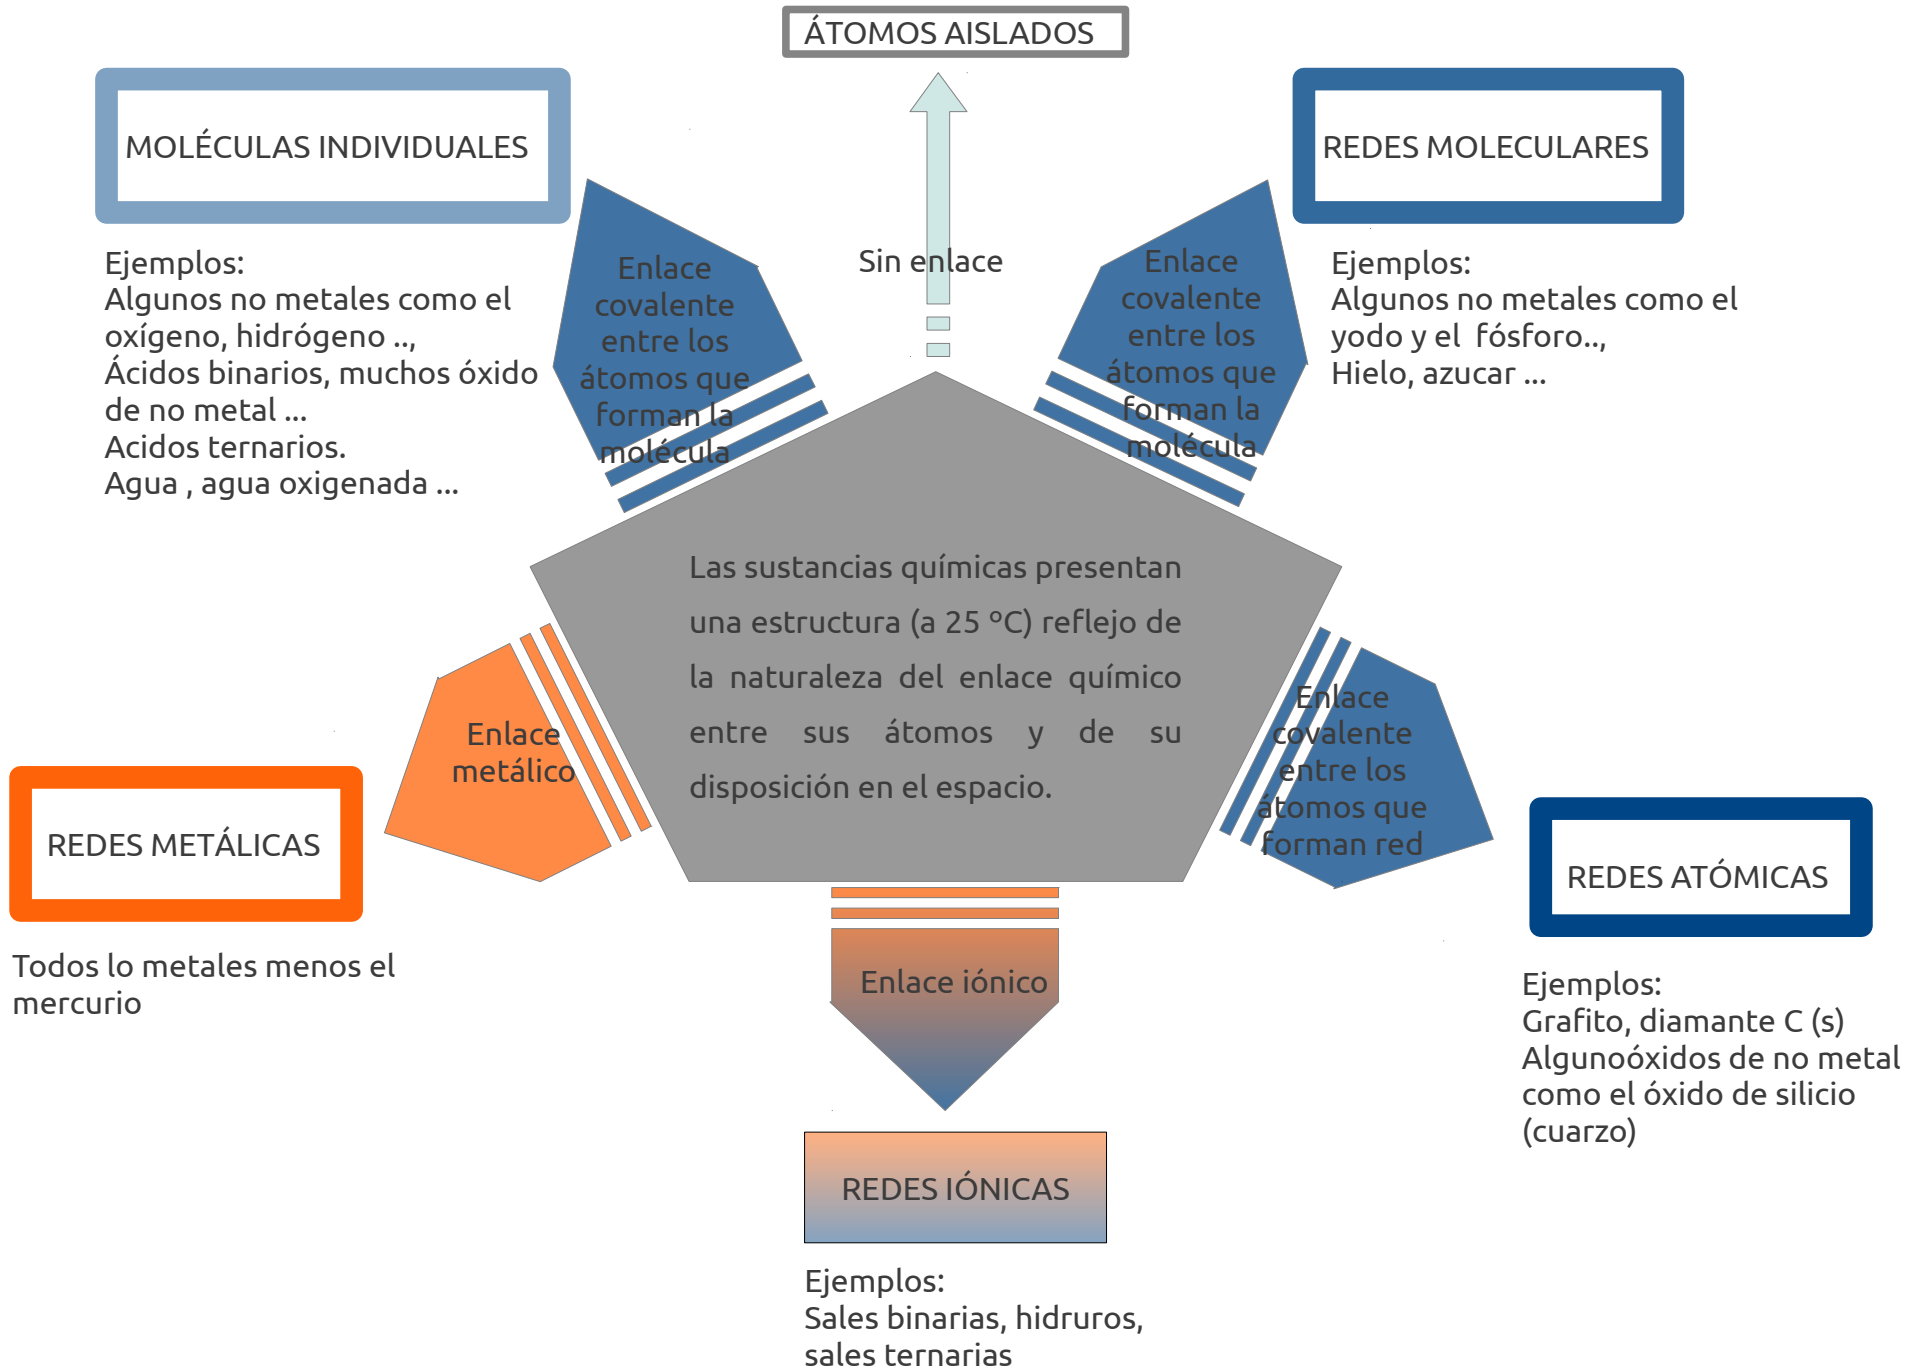 ÁTOMOS AISLADOS
MOLÉCULAS INDIVIDUALES
Ejemplos:
Algunos no metales como el
oxígeno, hidrógeno ..,
Ácidos binarios, muchos óxido
de no metal ...
Acidos ternarios.
Agua , agua oxigenada ...
Enlace
covalente
entre los
átomos que
forman la
molécula
Sin enlace
Enlace
covalente
entre los
átomos que
forman la
molécula
REDES MOLECULARES
Ejemplos:
Algunos no metales como el
yodo y el fósforo..,
Hielo, azucar ...
Las sustancias químicas presentan
una estructura (a 25 ºC) reflejo de
la naturaleza del enlace químico
entre sus átomos y de su
disposición en el espacio.
Enlace
metálico
REDES METÁLICAS
Todos lo metales menos el
mercurio
Enlace
covalente
entre los
átomos que
forman red
REDES ATÓMICAS
Ejemplos:
Grafito, diamante C (s)
Algunoóxidos de no metal
como el óxido de silicio
(cuarzo)
Enlace iónico
REDES IÓNICAS
Ejemplos:
Sales binarias, hidruros,
sales ternarias